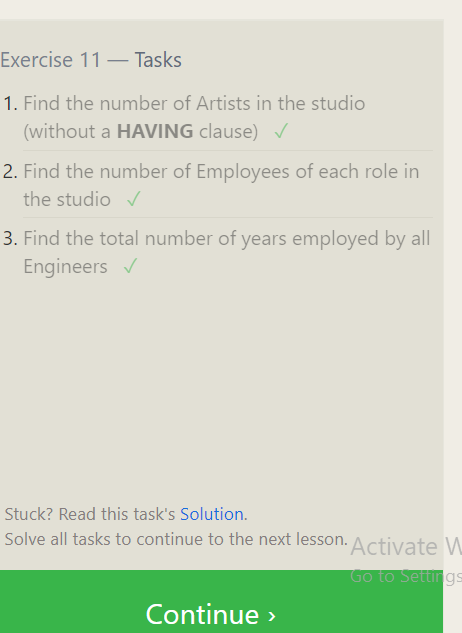 Exercise 11 — Tasks
1. Find the number of Artists in the studio
(without a HAVING clause) ✓
2. Find the number of Employees of each role in
the studio ✓
3. Find the total number of years employed by all
Engineers ✓
Stuck? Read this task's Solution.
Solve all tasks to continue to the next lesson.
Activate W
Go to Settings
Continue ›